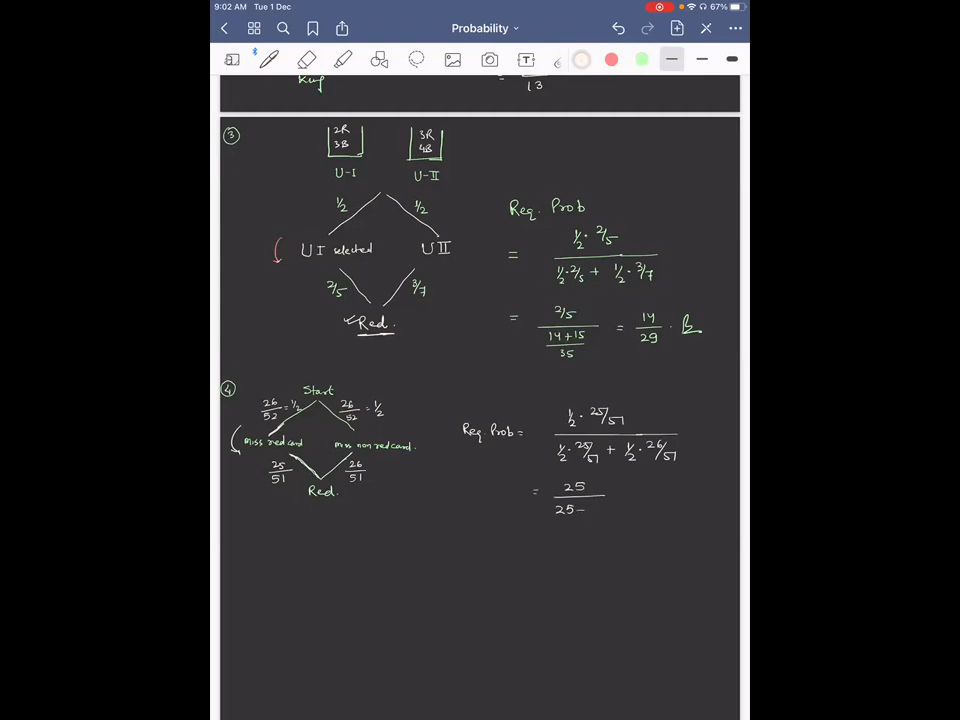 9:02 AM Tue 1 Dec
67%
Probability
King
= 13
③
2R
3B
3R
4B
U-I
U-II
1/2
1/2
U I selected
U II
2/5
3/7
Red.
Req. Prob
= (1/2 · 2/5) / (1/2 · 2/5 + 1/2 · 3/7)
= (2/5) / ((14 + 15)/35) = 14/29 · B
④
Start
26/52 = 1/2
26/52 = 1/2
miss red card
miss non red card.
25/51
26/51
Red.
Req. Prob = (1/2 · 25/51) / (1/2 · 25/51 + 1/2 · 26/51)
= 25 / 25 -